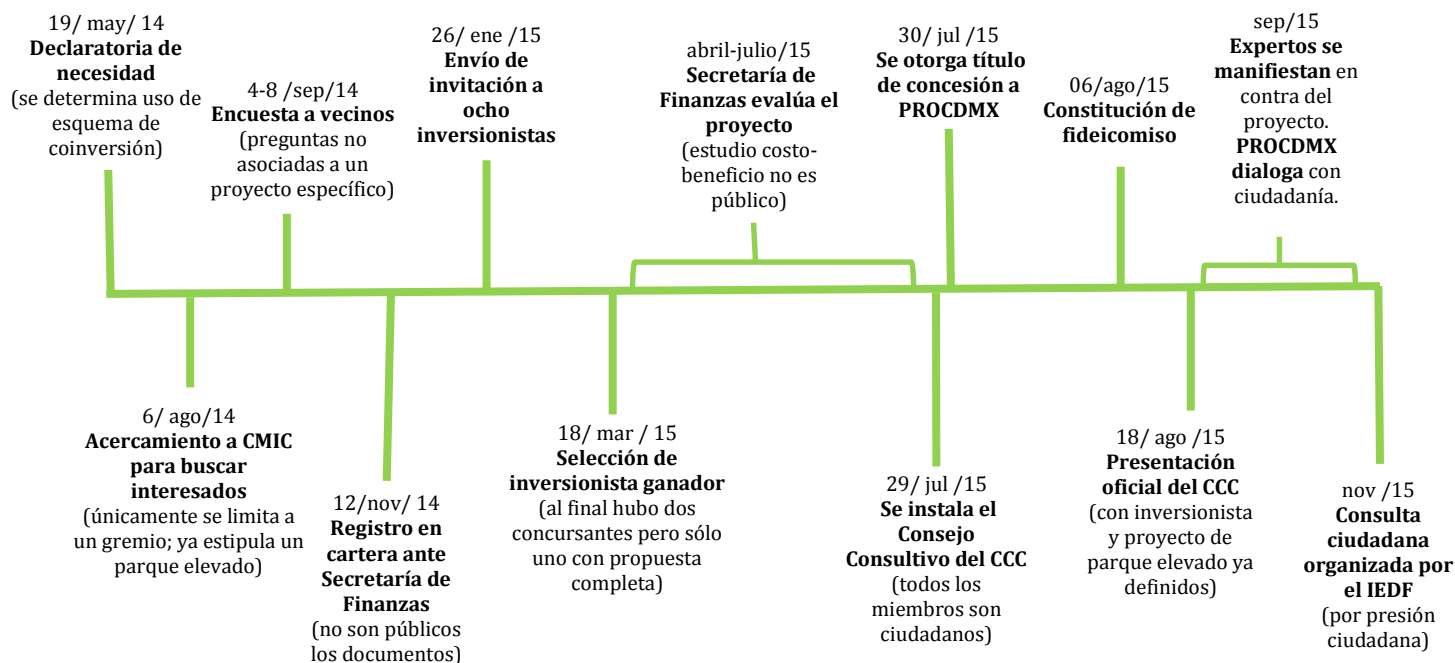 19/ may/ 14
Declaratoria de
necesidad
(se determina uso de
esquema de
coinversión)
4-8 /sep/14
Encuesta a vecinos
(preguntas no
asociadas a un
proyecto específico)
26/ ene /15
Envío de
invitación a
ocho
inversionistas
abril-julio/15
Secretaría de
Finanzas evalúa el
proyecto
(estudio costo-
beneficio no es
público)
30/ jul /15
Se otorga título
de concesión a
PROCDMX
06/ago/15
Constitución de
fideicomiso
sep/15
Expertos se
manifiestan en
contra del
proyecto.
PROCDMX
dialoga con
ciudadanía.
6/ ago/14
Acercamiento a CMIC
para buscar
interesados
(únicamente se limita a
un gremio; ya estipula un
parque elevado)
12/nov/ 14
Registro en
cartera ante
Secretaría de
Finanzas
(no son públicos
los documentos)
18/ mar / 15
Selección de
inversionista ganador
(al final hubo dos
concursantes pero sólo
uno con propuesta
completa)
29/ jul /15
Se instala el
Consejo
Consultivo del CCC
(todos los
miembros son
ciudadanos)
18/ ago /15
Presentación
oficial del CCC
(con inversionista
y proyecto de
parque elevado ya
definidos)
nov /15
Consulta
ciudadana
organizada por
el IEDF
(por presión
ciudadana)